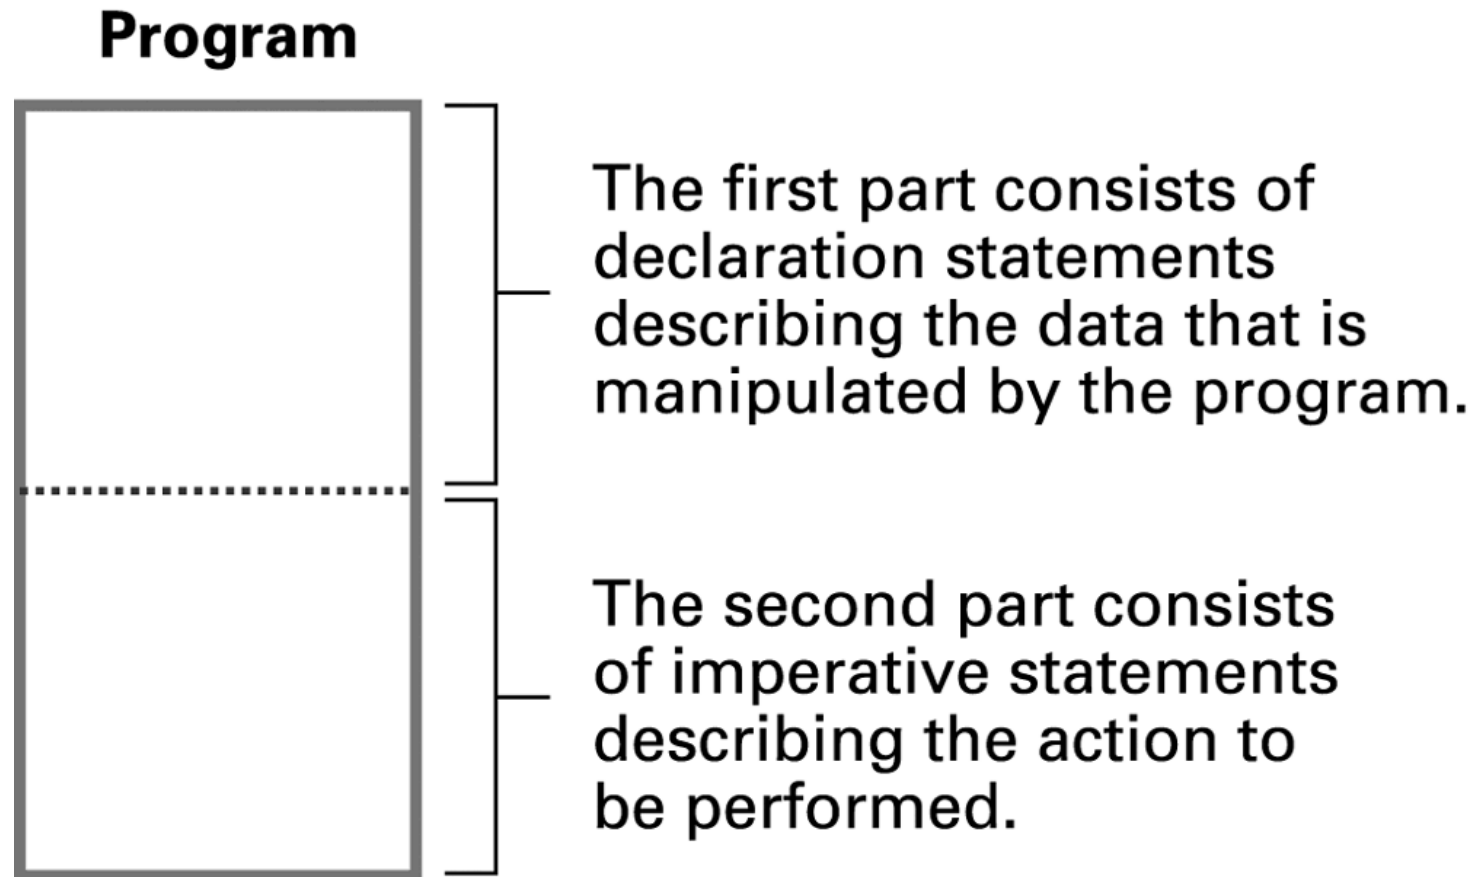 Program
The first part consists of
declaration statements
describing the data that is
manipulated by the program.
The second part consists
of imperative statements
describing the action to
be performed.